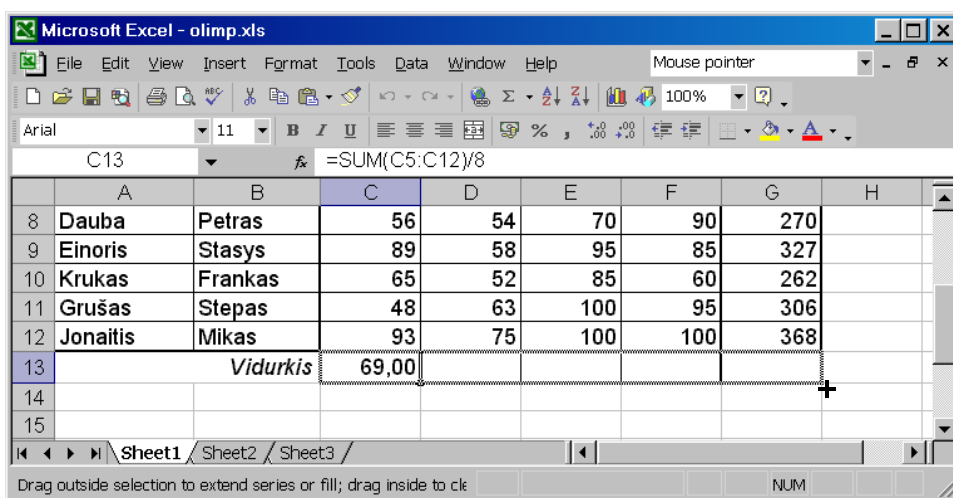 Microsoft Excel - olimp.xls
File Edit View Insert Format Tools Data Window Help Mouse pointer
100%
Arial 11 B I U % ,
C13 fx =SUM(C5:C12)/8
A B C D E F G H
8 Dauba Petras 56 54 70 90 270
9 Einoris Stasys 89 58 95 85 327
10 Krukas Frankas 65 52 85 60 262
11 Grušas Stepas 48 63 100 95 306
12 Jonaitis Mikas 93 75 100 100 368
13 Vidurkis 69,00
14
15
Sheet1 Sheet2 Sheet3
Drag outside selection to extend series or fill; drag inside to cle NUM